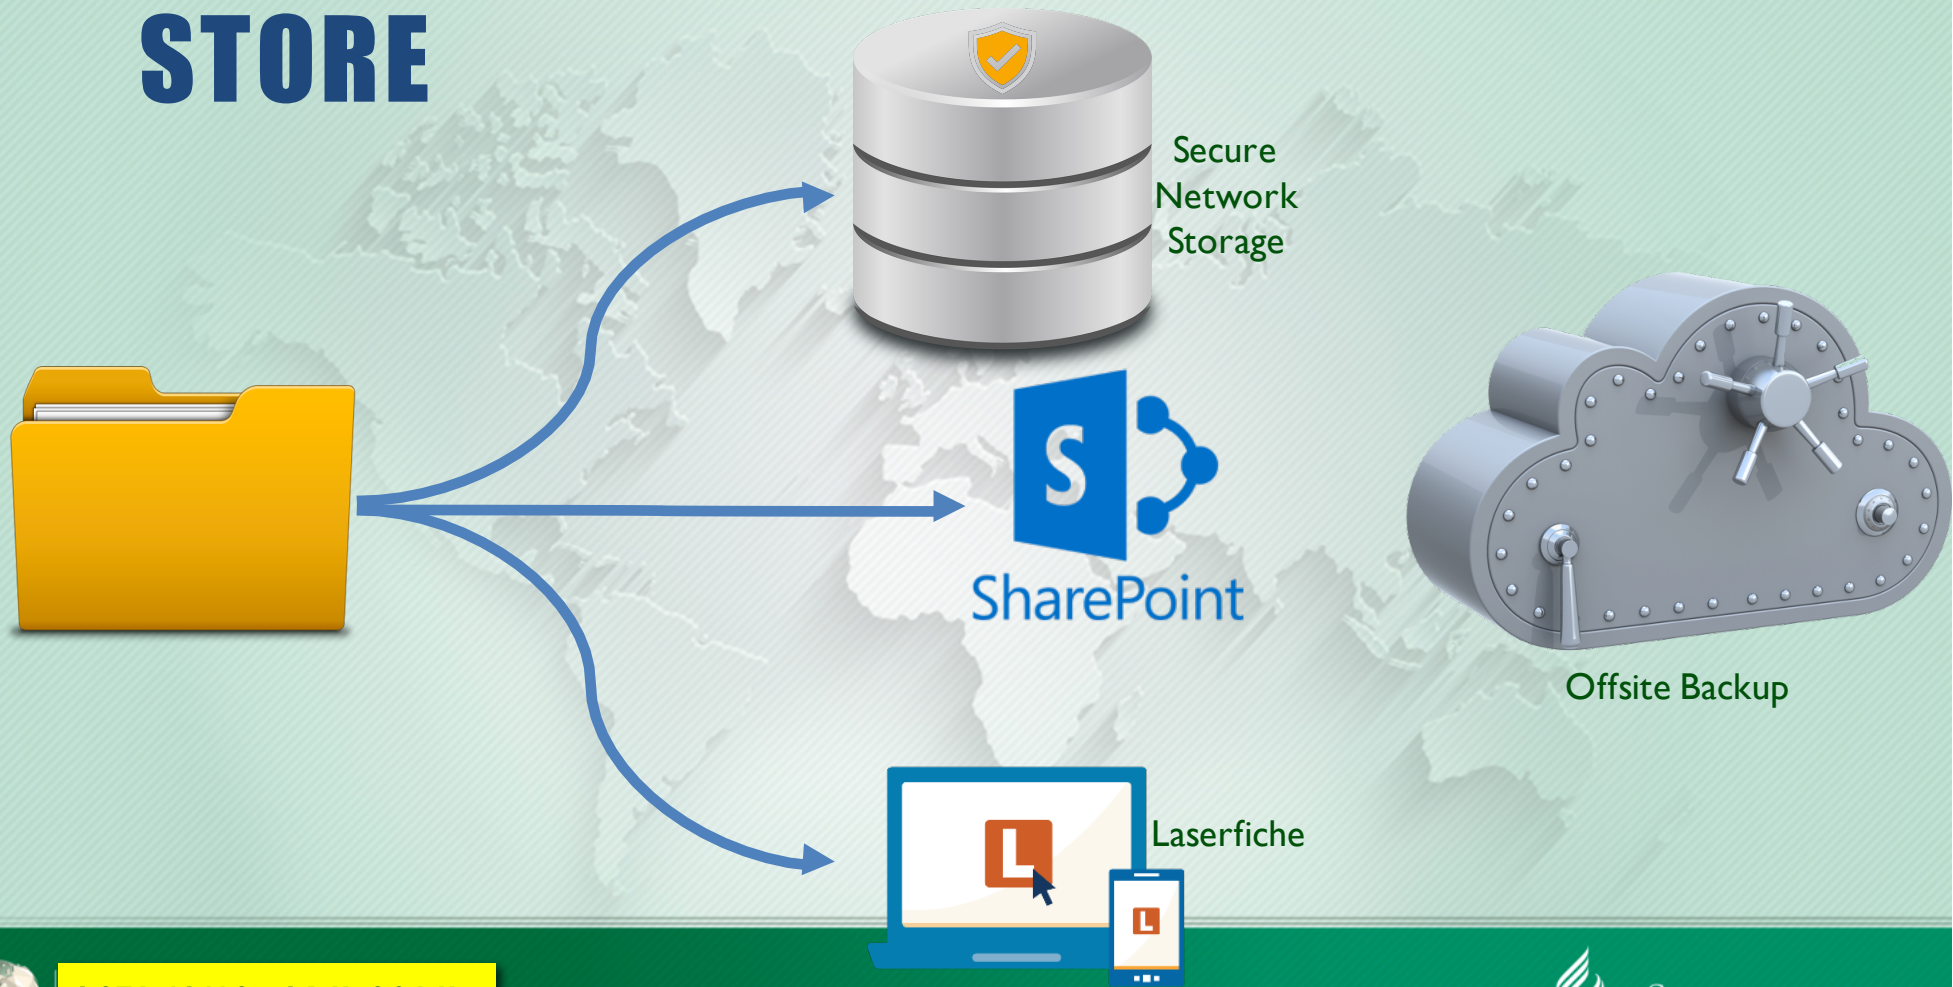 STORE
Secure
Network
Storage
S
SharePoint
Offsite Backup
Laserfiche
L
L